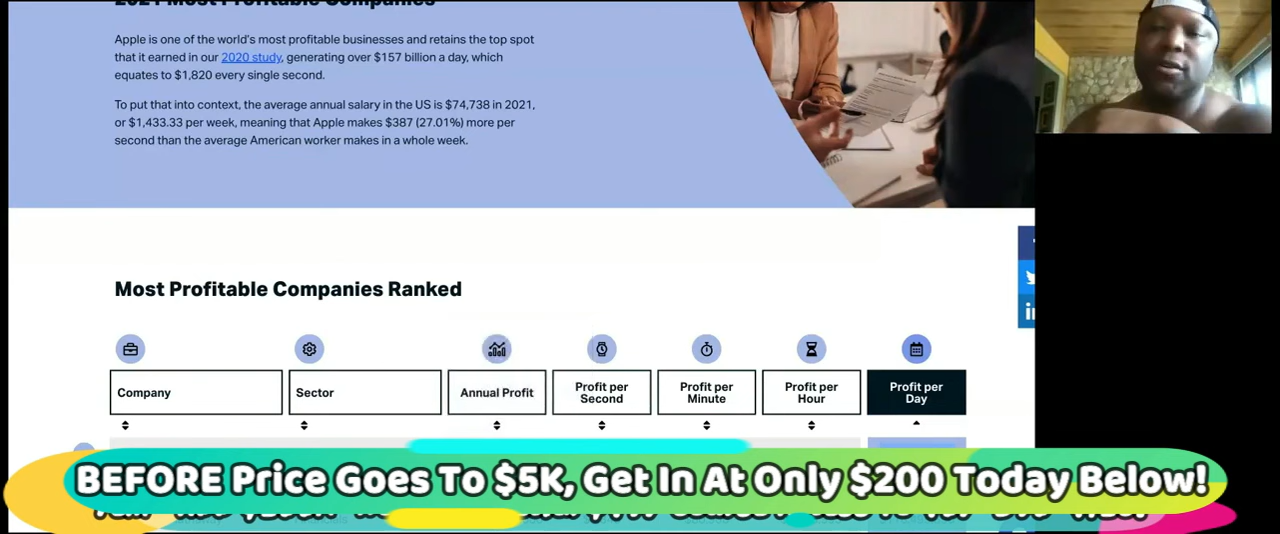 2021 Most Profitable Companies
Apple is one of the world's most profitable businesses and retains the top spot
that it earned in our 2020 study, generating over $157 billion a day, which
equates to $1,820 every single second.
To put that into context, the average annual salary in the US is $74,738 in 2021,
or $1,433.33 per week, meaning that Apple makes $387 (27.01%) more per
second than the average American worker makes in a whole week.
Most Profitable Companies Ranked
Company
Sector
Annual Profit
Profit per
Second
Profit per
Minute
Profit per
Hour
Profit per
Day
BEFORE Price Goes To $5K, Get In At Only $200 Today Below!